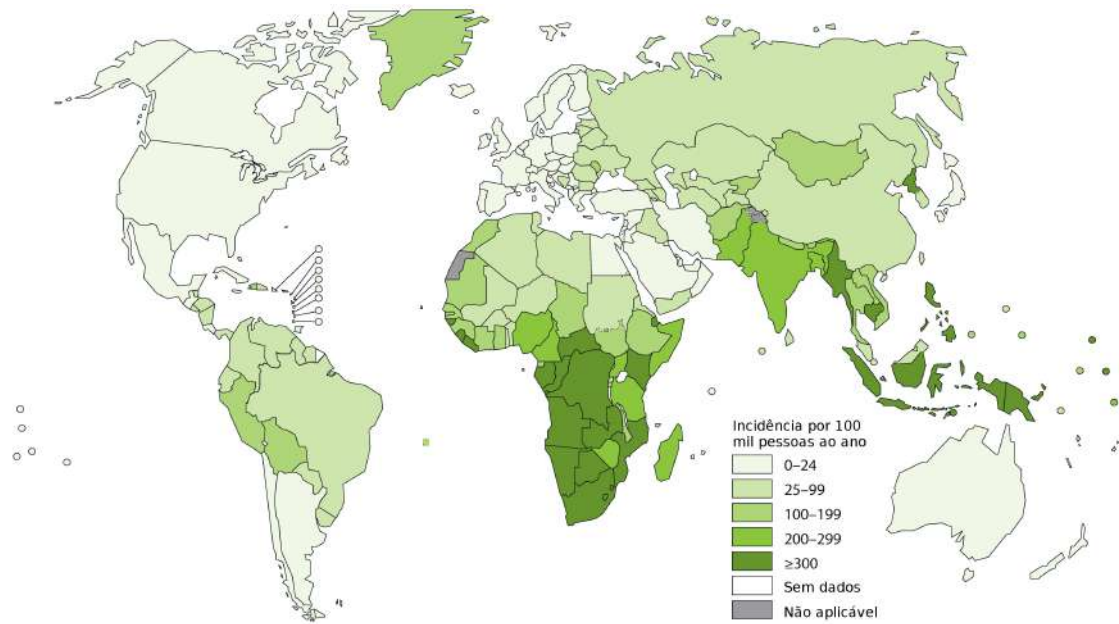 Incidência por 100
mil pessoas ao ano
0–24
25–99
100–199
200–299
≥300
Sem dados
Não aplicável